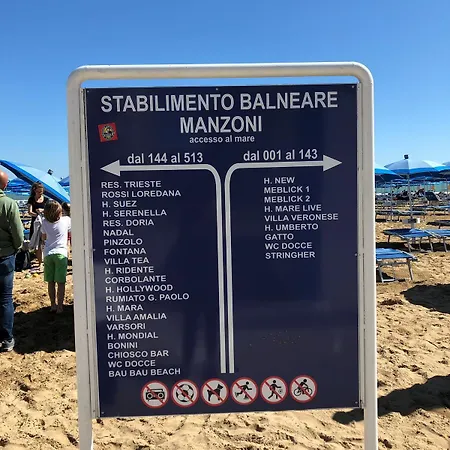 STABILIMENTO BALNEARE
MANZONI
accesso al mare
dal 144 al 513
RES. TRIESTE
ROSSI LOREDANA
H. SUEZ
H. SERENELLA
RES. DORIA
NADAL
PINZOLO
FONTANA
VILLA TEA
H. RIDENTE
CORBOLANTE
H. HOLLYWOOD
RUMIATO G. PAOLO
H. MARA
VILLA AMALIA
VARSORI
H. MONDIAL
BONINI
CHIOSCO BAR
WC DOCCE
BAU BAU BEACH
dal 001 al 143
H. NEW
MEBLICK 1
MEBLICK 2
H. MARE LIVE
VILLA VERONESE
H. UMBERTO
GATTO
WC DOCCE
STRINGHER